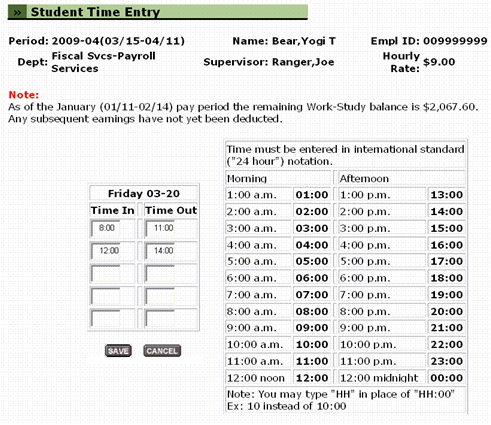 » Student Time Entry
Period: 2009-04(03/15-04/11) Name: Bear,Yogi T Empl ID: 009999999
Dept: Fiscal Svcs-Payroll Services Supervisor: Ranger,Joe Hourly Rate: $9.00
Note:
As of the January (01/11-02/14) pay period the remaining Work-Study balance is $2,067.60.
Any subsequent earnings have not yet been deducted.
Friday 03-20
Time In Time Out
8:00 11:00
12:00 14:00
SAVE CANCEL
Time must be entered in international standard
("24 hour") notation.
Morning Afternoon
1:00 a.m. 01:00 1:00 p.m. 13:00
2:00 a.m. 02:00 2:00 p.m. 14:00
3:00 a.m. 03:00 3:00 p.m. 15:00
4:00 a.m. 04:00 4:00 p.m. 16:00
5:00 a.m. 05:00 5:00 p.m. 17:00
6:00 a.m. 06:00 6:00 p.m. 18:00
7:00 a.m. 07:00 7:00 p.m. 19:00
8:00 a.m. 08:00 8:00 p.m. 20:00
9:00 a.m. 09:00 9:00 p.m. 21:00
10:00 a.m. 10:00 10:00 p.m. 22:00
11:00 a.m. 11:00 11:00 p.m. 23:00
12:00 noon 12:00 12:00 midnight 00:00
Note: You may type "HH" in place of "HH:00"
Ex: 10 instead of 10:00